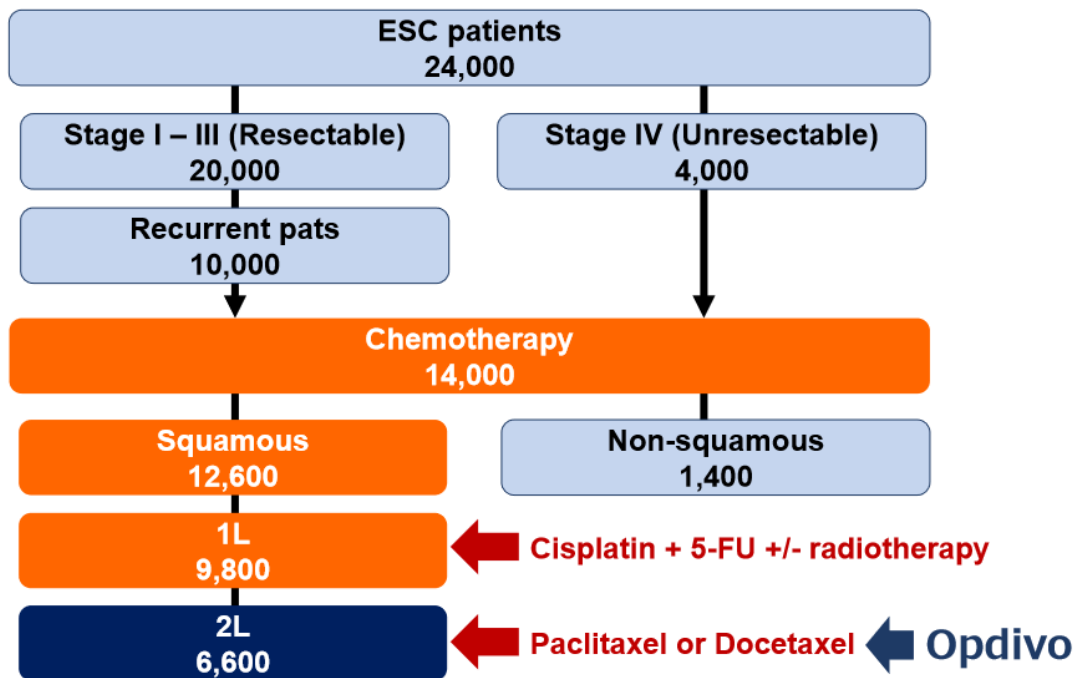 ESC patients
24,000
Stage I – III (Resectable)
20,000
Stage IV (Unresectable)
4,000
Recurrent pats
10,000
Chemotherapy
14,000
Squamous
12,600
Non-squamous
1,400
1L
9,800
Cisplatin + 5-FU +/- radiotherapy
2L
6,600
Paclitaxel or Docetaxel
Opdivo